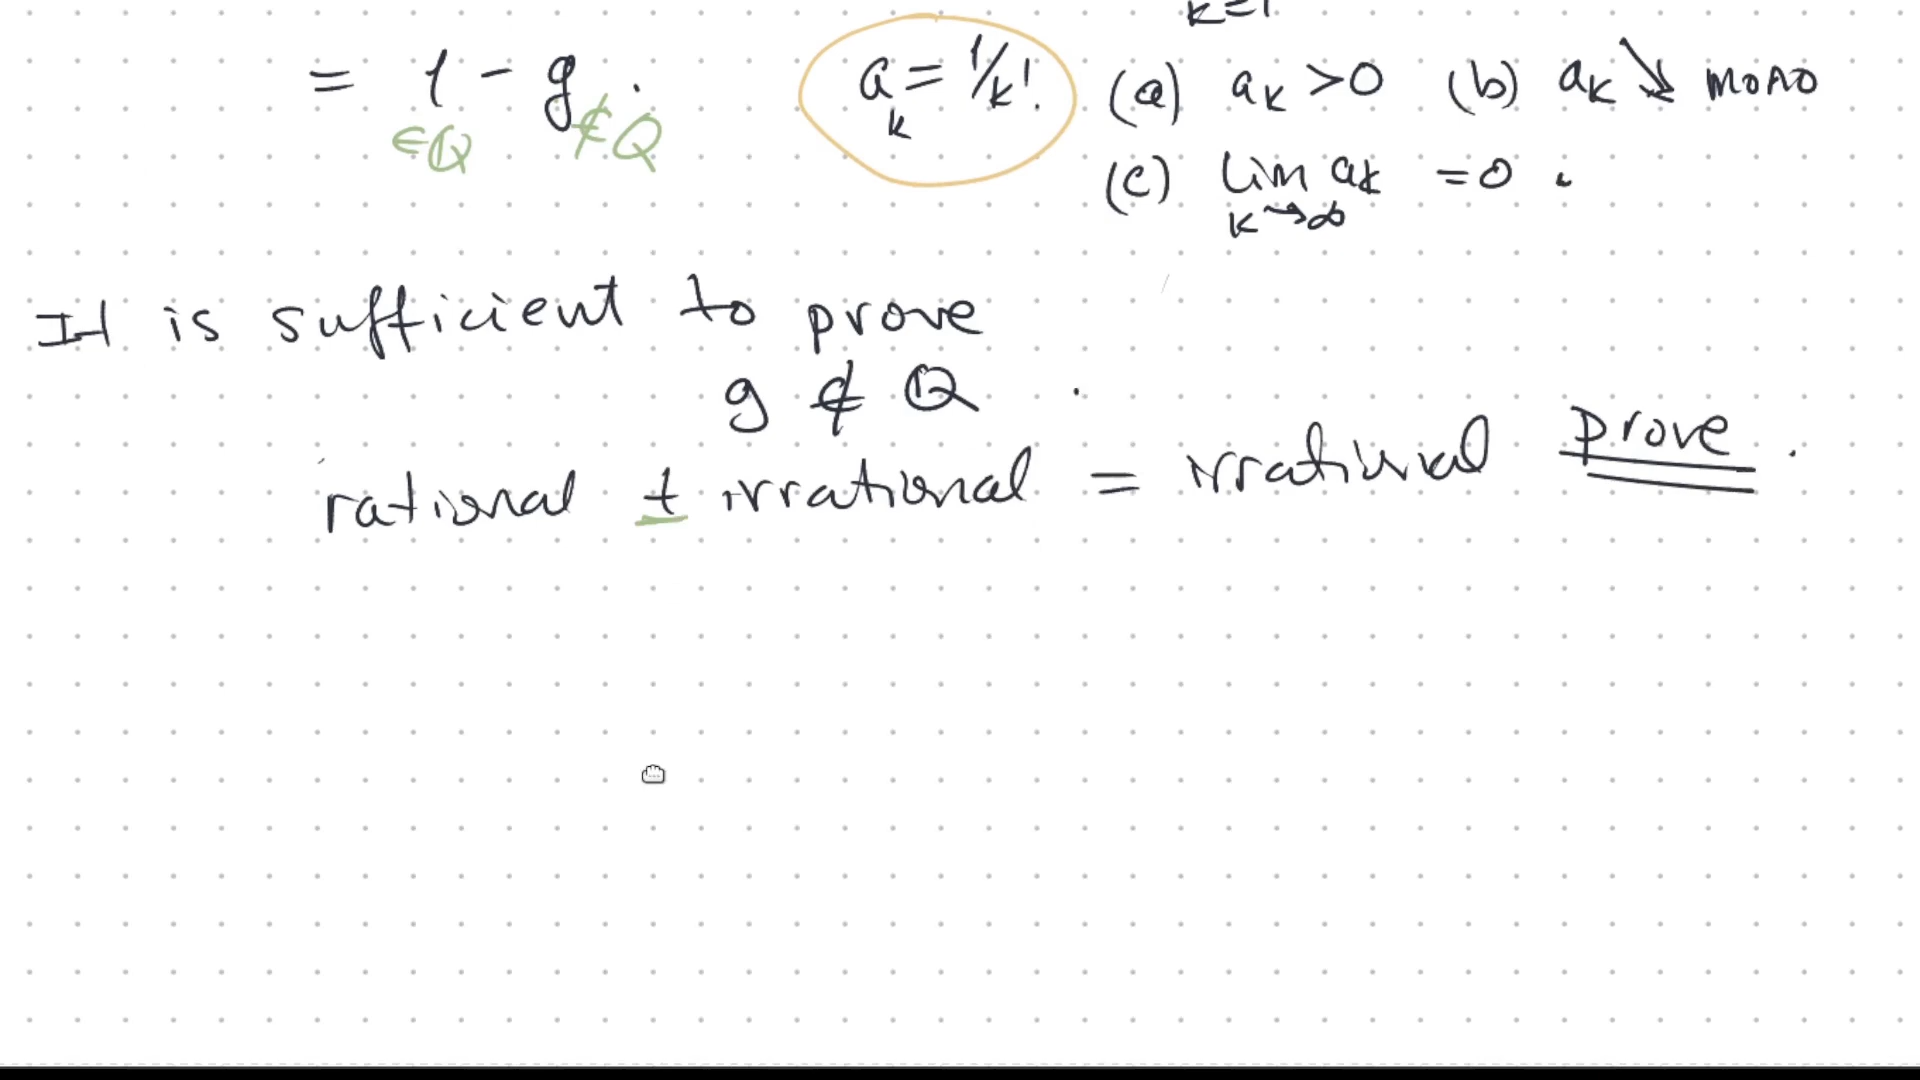 k=1
= 1 - g .
∈ℚ ∉ℚ
a_k = 1/k! (a) a_k > 0 (b) a_k ↘ mono
(c) lim_{k→∞} a_k = 0 .
It is sufficient to prove
g ∉ ℚ .
rational ± irrational = irrational prove .